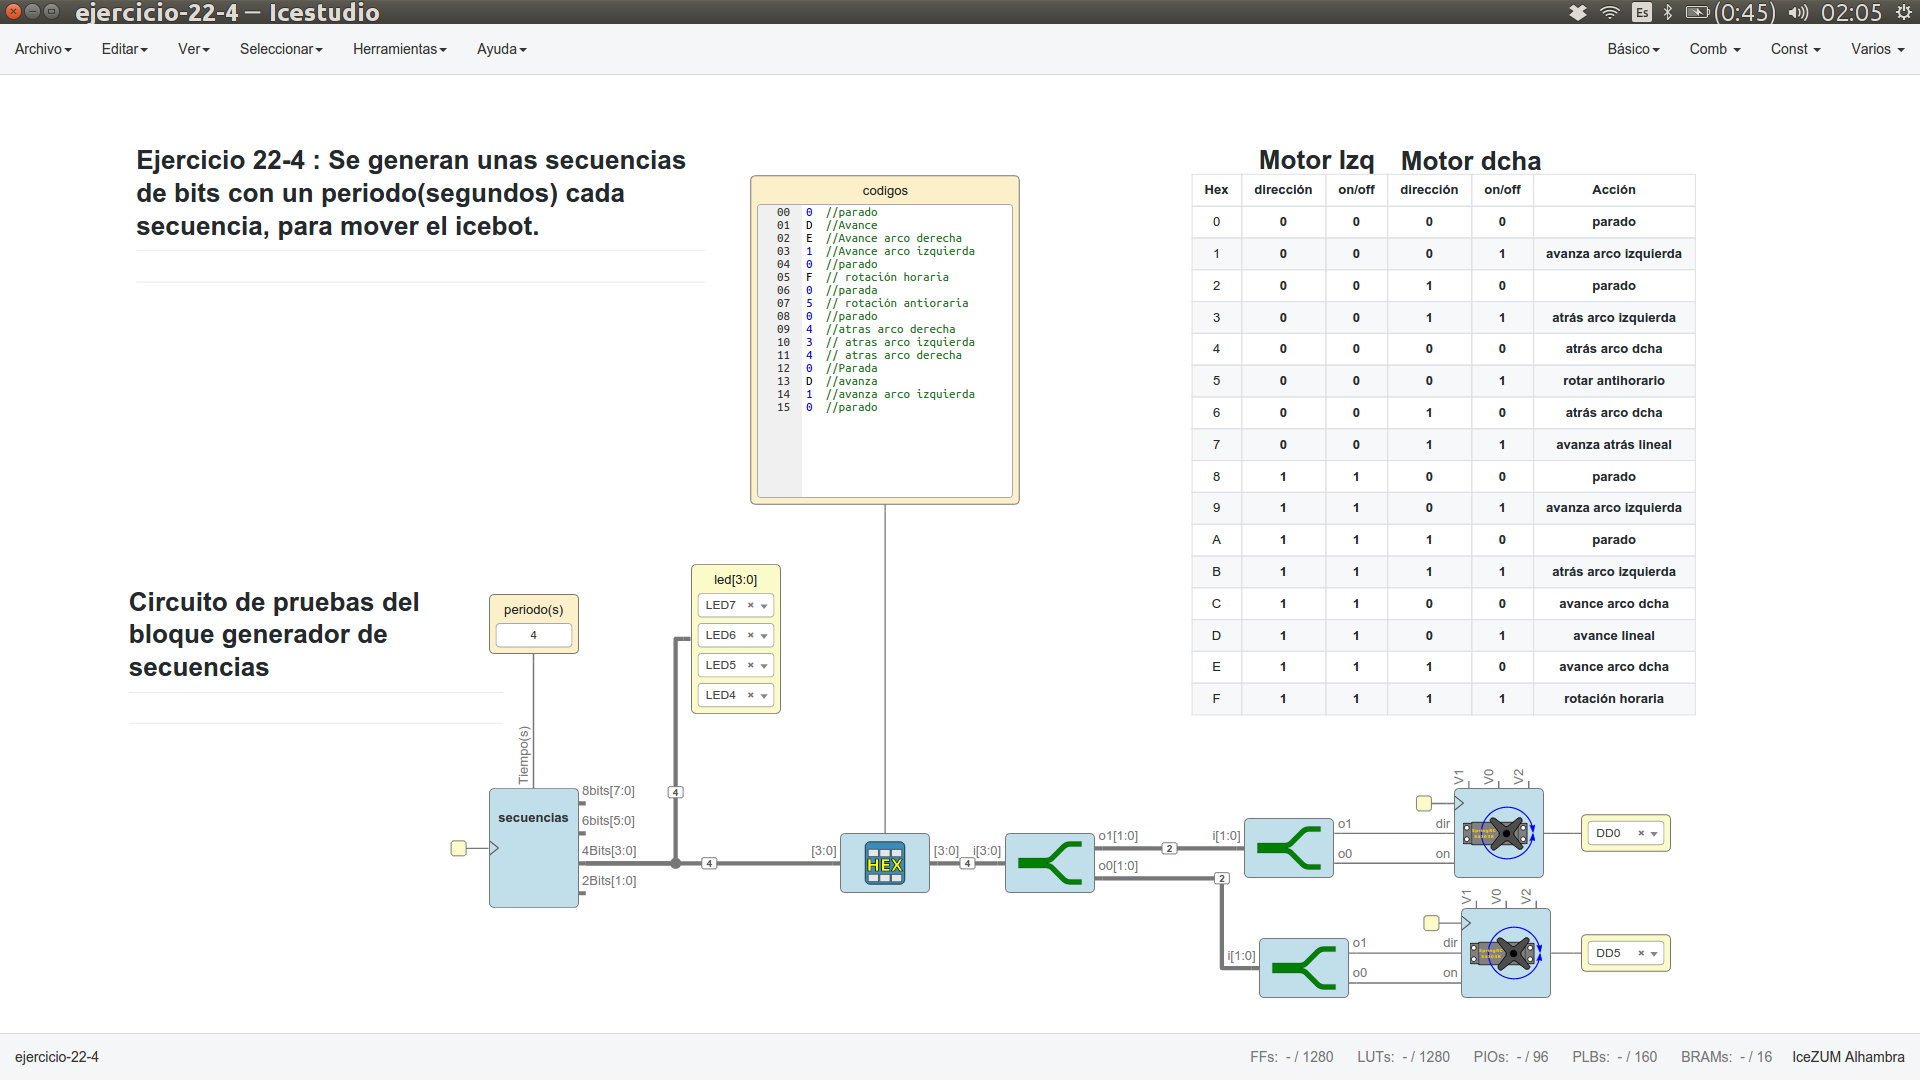 ejercicio-22-4 — Icestudio
Es (0:45) 02:05
Archivo Editar Ver Seleccionar Herramientas Ayuda Básico Comb Const Varios
Ejercicio 22-4 : Se generan unas secuencias
de bits con un periodo(segundos) cada
secuencia, para mover el icebot.
codigos
00 0 //parado
01 D //Avance
02 E //Avance arco derecha
03 1 //Avance arco izquierda
04 0 //parado
05 F // rotación horaria
06 0 //parada
07 5 // rotación antioraria
08 0 //parado
09 4 //atras arco derecha
10 3 // atras arco izquierda
11 4 // atras arco derecha
12 0 //Parada
13 D //avanza
14 1 //avanza arco izquierda
15 0 //parado
Motor Izq Motor dcha
Hex dirección on/off dirección on/off Acción
0 0 0 0 0 parado
1 0 0 0 1 avanza arco izquierda
2 0 0 1 0 parado
3 0 0 1 1 atrás arco izquierda
4 0 0 0 0 atrás arco dcha
5 0 0 0 1 rotar antihorario
6 0 0 1 0 atrás arco dcha
7 0 0 1 1 avanza atrás lineal
8 1 1 0 0 parado
9 1 1 0 1 avanza arco izquierda
A 1 1 1 0 parado
B 1 1 1 1 atrás arco izquierda
C 1 1 0 0 avance arco dcha
D 1 1 0 1 avance lineal
E 1 1 1 0 avance arco dcha
F 1 1 1 1 rotación horaria
Circuito de pruebas del
bloque generador de
secuencias
periodo(s)
4
led[3:0]
LED7
LED6
LED5
LED4
Tiempo(s)
secuencias
8bits[7:0]
6bits[5:0]
4Bits[3:0]
2Bits[1:0]
4
4
[3:0]
HEX
[3:0]
4
i[3:0]
o1[1:0]
o0[1:0]
2
2
i[1:0]
o1
o0
V1 V0 V2
dir
on
DD0
i[1:0]
o1
o0
V1 V0 V2
dir
on
DD5
ejercicio-22-4 FFs: - / 1280 LUTs: - / 1280 PIOs: - / 96 PLBs: - / 160 BRAMs: - / 16 IceZUM Alhambra